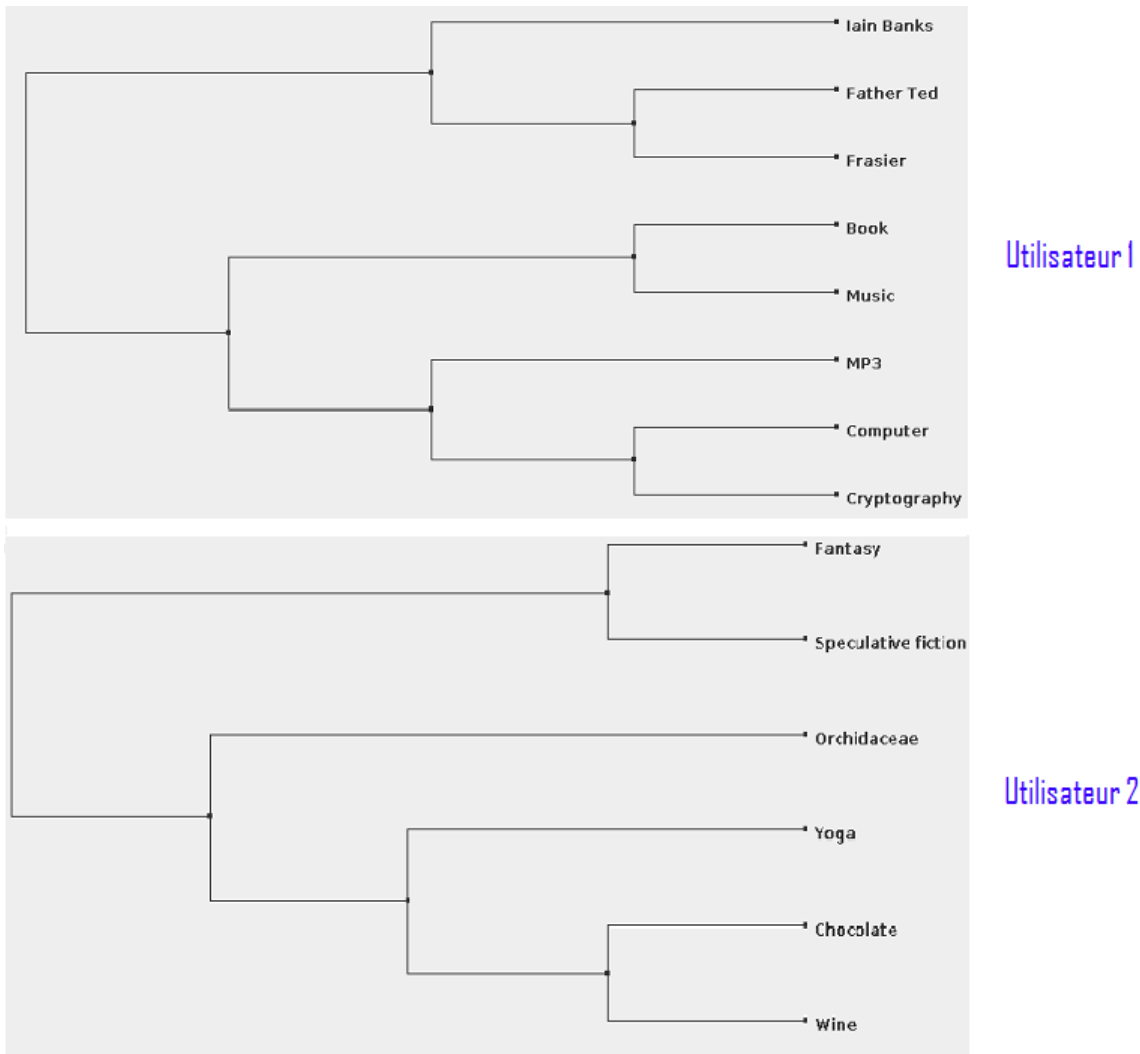 Iain Banks
Father Ted
Frasier
Book
Music
MP3
Computer
Cryptography
Utilisateur 1
Fantasy
Speculative fiction
Orchidaceae
Yoga
Chocolate
Wine
Utilisateur 2